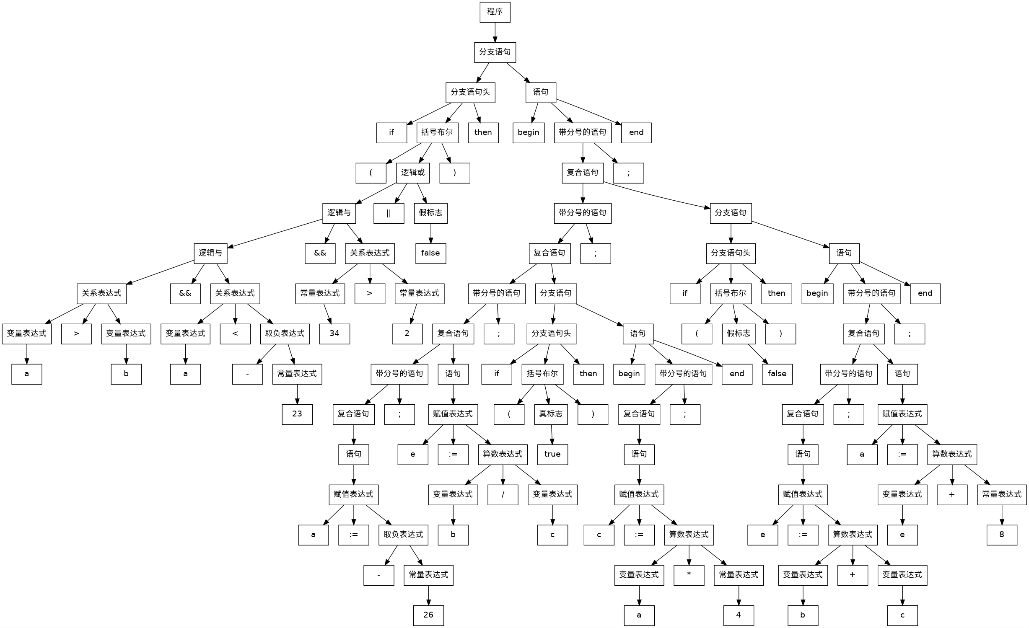 程序
分支语句
分支语句头 语句
if 括号布尔 then begin 带分号的语句 end
( 逻辑或 ) 复合语句 ;
逻辑与 || 假标志 带分号的语句 分支语句
逻辑与 && 关系表达式 false 复合语句 ; 分支语句头 语句
关系表达式 && 关系表达式 常量表达式 > 常量表达式 带分号的语句 分支语句 if 括号布尔 then begin 带分号的语句 end
变量表达式 > 变量表达式 变量表达式 < 取负表达式 34 2 复合语句 ; 分支语句头 语句 ( 假标志 ) 复合语句 ;
a b a - 常量表达式 带分号的语句 语句 if 括号布尔 then begin 带分号的语句 end false 带分号的语句 语句
23 复合语句 ; 赋值表达式 ( 真标志 ) 复合语句 ; 复合语句 ; 赋值表达式
语句 e := 算数表达式 true 语句 语句 a := 算数表达式
赋值表达式 变量表达式 / 变量表达式 赋值表达式 赋值表达式 变量表达式 + 常量表达式
a := 取负表达式 b c c := 算数表达式 e := 算数表达式 e 8
- 常量表达式 变量表达式 * 常量表达式 变量表达式 + 变量表达式
26 a 4 b c